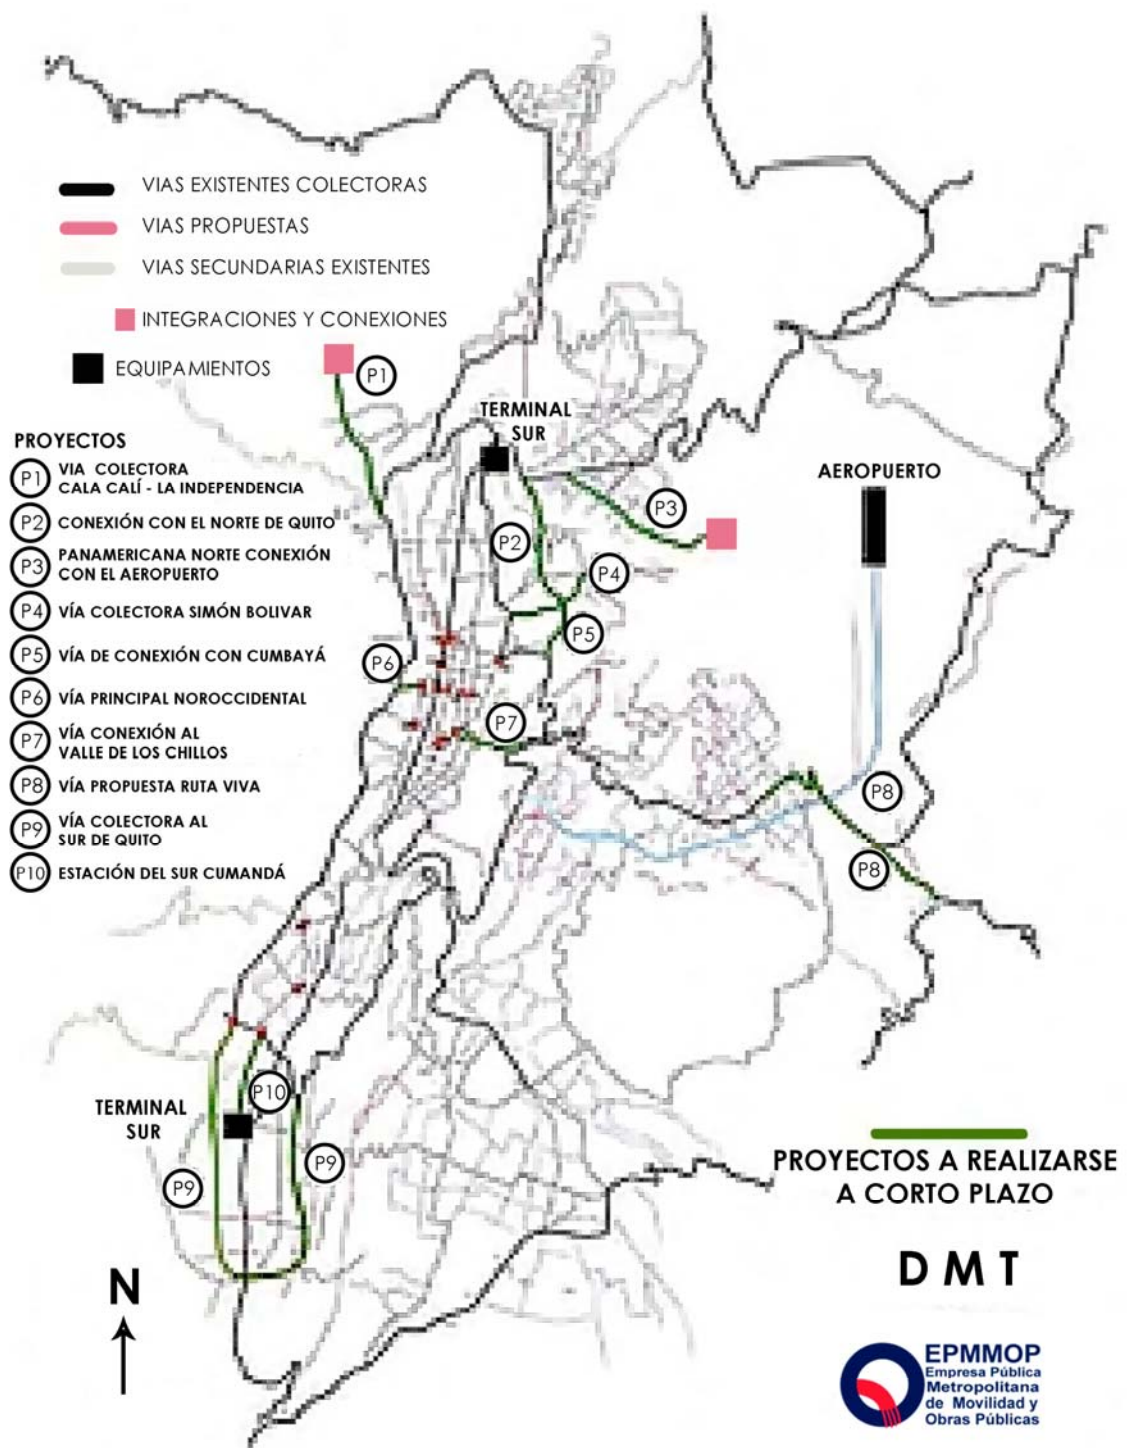 VIAS EXISTENTES COLECTORAS
VIAS PROPUESTAS
VIAS SECUNDARIAS EXISTENTES
INTEGRACIONES Y CONEXIONES
EQUIPAMIENTOS
P1
TERMINAL
SUR
PROYECTOS
P1 VIA COLECTORA
CALA CALÍ - LA INDEPENDENCIA
P2 CONEXIÓN CON EL NORTE DE QUITO
P3 PANAMERICANA NORTE CONEXIÓN
CON EL AEROPUERTO
P4 VÍA COLECTORA SIMÓN BOLIVAR
P5 VÍA DE CONEXIÓN CON CUMBAYÁ
P6 VÍA PRINCIPAL NOROCCIDENTAL
P7 VÍA CONEXIÓN AL
VALLE DE LOS CHILLOS
P8 VÍA PROPUESTA RUTA VIVA
P9 VÍA COLECTORA AL
SUR DE QUITO
P10 ESTACIÓN DEL SUR CUMANDÁ
AEROPUERTO
P3
P2
P4
P5
P6
P7
P8
P8
P10
TERMINAL
SUR
P9
P9
PROYECTOS A REALIZARSE
A CORTO PLAZO
D M T
N
EPMMOP
Empresa Pública
Metropolitana
de Movilidad y
Obras Públicas